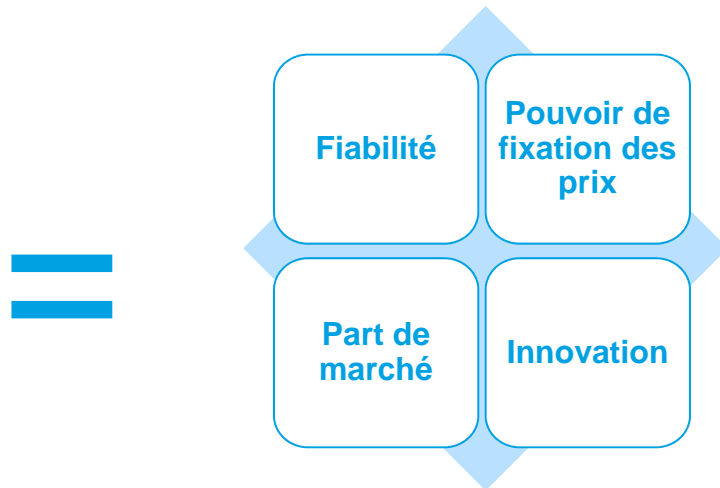 Fiabilité
Pouvoir de
fixation des
prix
Part de
marché
Innovation